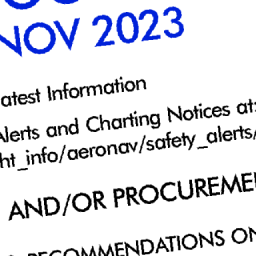 NOV 2023
atest Information
Alerts and Charting Notices at:
ht_info/aeronav/safety_alerts/
AND/OR PROCUREME
RECOMMENDATIONS ON